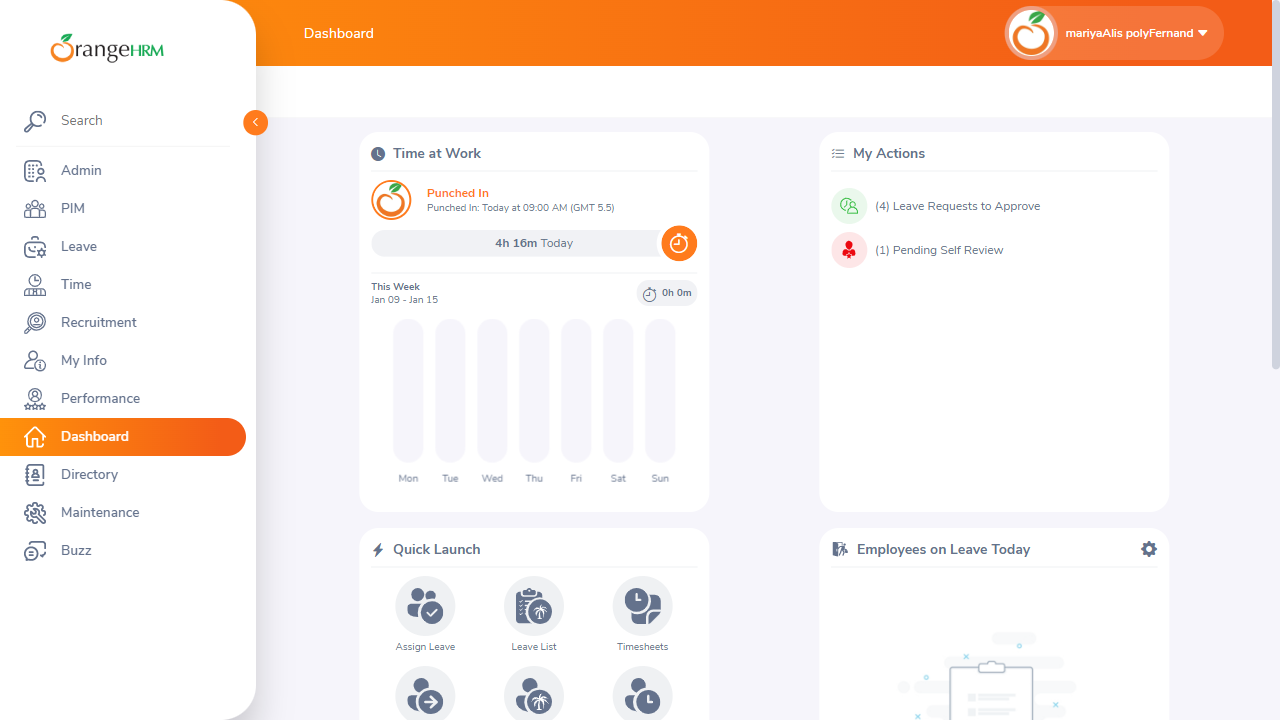 OrangeHRM
Search
Admin
PIM
Leave
Time
Recruitment
My Info
Performance
Dashboard
Directory
Maintenance
Buzz
Dashboard
mariyaAlis polyFernand
Time at Work
Punched In
Punched In: Today at 09:00 AM (GMT 5.5)
4h 16m Today
This Week
Jan 09 - Jan 15
0h 0m
Mon Tue Wed Thu Fri Sat Sun
My Actions
(4) Leave Requests to Approve
(1) Pending Self Review
Quick Launch
Assign Leave Leave List Timesheets
Employees on Leave Today